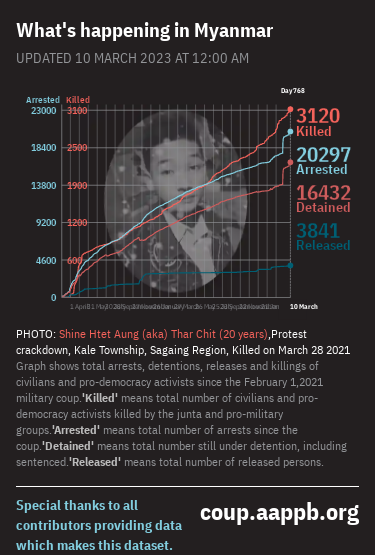 What's happening in Myanmar
UPDATED 10 MARCH 2023 AT 12:00 AM
Day768
Arrested Killed
23000 3100
3120
Killed
18400 2500
20297
Arrested
13800 1900
16432
Detained
9200 1200
3841
Released
4600 600
0
10 March
PHOTO: Shine Htet Aung (aka) Thar Chit (20 years),Protest
crackdown, Kale Township, Sagaing Region, Killed on March 28 2021
Graph shows total arrests, detentions, releases and killings of
civilians and pro-democracy activists since the February 1,2021
military coup.'Killed' means total number of civilians and pro-
democracy activists killed by the junta and pro-military
groups.'Arrested' means total number of arrests since the
coup.'Detained' means total number still under detention, including
sentenced.'Released' means total number of released persons.
Special thanks to all
contributors providing data
which makes this dataset.
coup.aappb.org